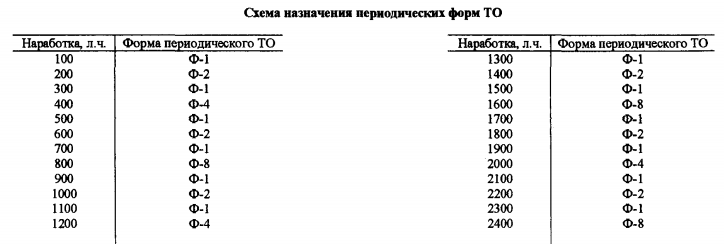 Схема назначения периодических форм ТО
Наработка, л.ч. Форма периодического ТО
100 Ф-1
200 Ф-2
300 Ф-1
400 Ф-4
500 Ф-1
600 Ф-2
700 Ф-1
800 Ф-8
900 Ф-1
1000 Ф-2
1100 Ф-1
1200 Ф-4
Наработка, л.ч. Форма периодического ТО
1300 Ф-1
1400 Ф-2
1500 Ф-1
1600 Ф-8
1700 Ф-1
1800 Ф-2
1900 Ф-1
2000 Ф-4
2100 Ф-1
2200 Ф-2
2300 Ф-1
2400 Ф-8